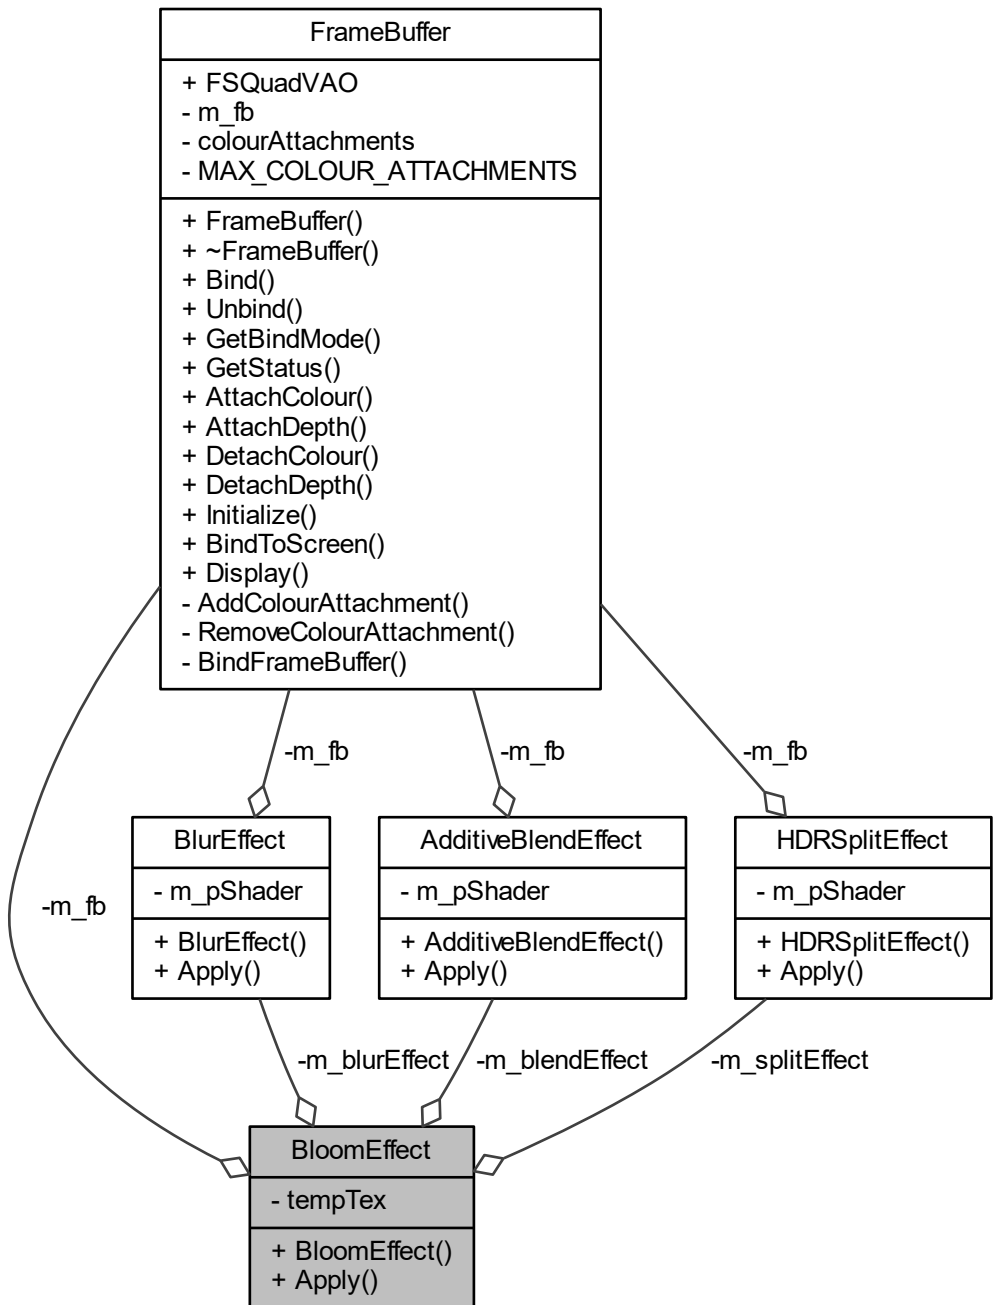 FrameBuffer
+ FSQuadVAO
- m_fb
- colourAttachments
- MAX_COLOUR_ATTACHMENTS
+ FrameBuffer()
+ ~FrameBuffer()
+ Bind()
+ Unbind()
+ GetBindMode()
+ GetStatus()
+ AttachColour()
+ AttachDepth()
+ DetachColour()
+ DetachDepth()
+ Initialize()
+ BindToScreen()
+ Display()
- AddColourAttachment()
- RemoveColourAttachment()
- BindFrameBuffer()
-m_fb
-m_fb
-m_fb
-m_fb
BlurEffect
- m_pShader
+ BlurEffect()
+ Apply()
AdditiveBlendEffect
- m_pShader
+ AdditiveBlendEffect()
+ Apply()
HDRSplitEffect
- m_pShader
+ HDRSplitEffect()
+ Apply()
-m_blurEffect
-m_blendEffect
-m_splitEffect
BloomEffect
- tempTex
+ BloomEffect()
+ Apply()